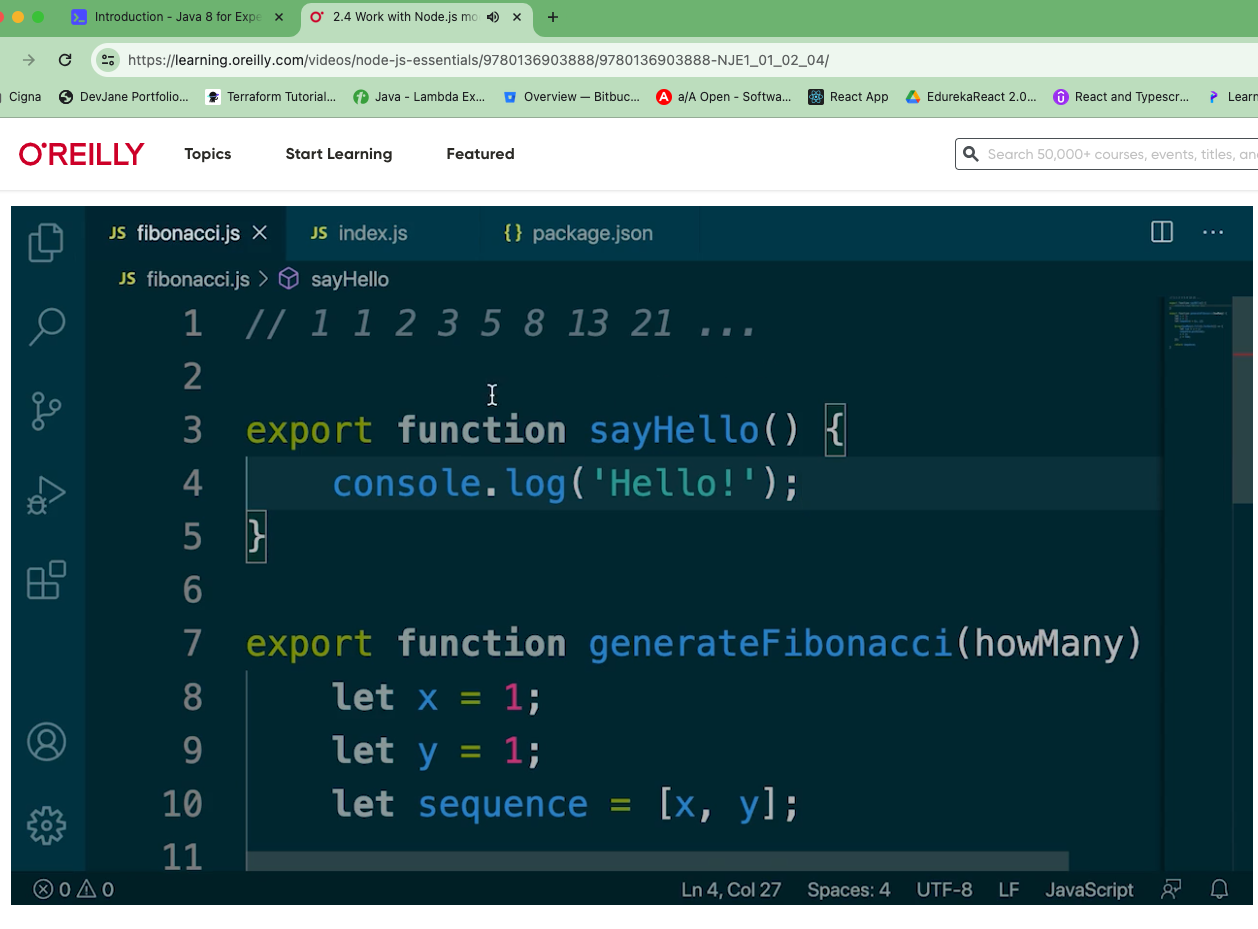 Introduction - Java 8 for Expe
2.4 Work with Node.js mo
https://learning.oreilly.com/videos/node-js-essentials/9780136903888/9780136903888-NJE1_01_02_04/
Cigna DevJane Portfolio... Terraform Tutorial... Java - Lambda Ex... Overview — Bitbuc... a/A Open - Softwa... React App EdurekaReact 2.0... React and Typescr... Learn
O'REILLY Topics Start Learning Featured Search 50,000+ courses, events, titles, an
JS fibonacci.js JS index.js {} package.json
JS fibonacci.js > sayHello
1 // 1 1 2 3 5 8 13 21 ...
2
3 export function sayHello() {
4 console.log('Hello!');
5 }
6
7 export function generateFibonacci(howMany)
8 let x = 1;
9 let y = 1;
10 let sequence = [x, y];
11
0 0 Ln 4, Col 27 Spaces: 4 UTF-8 LF JavaScript